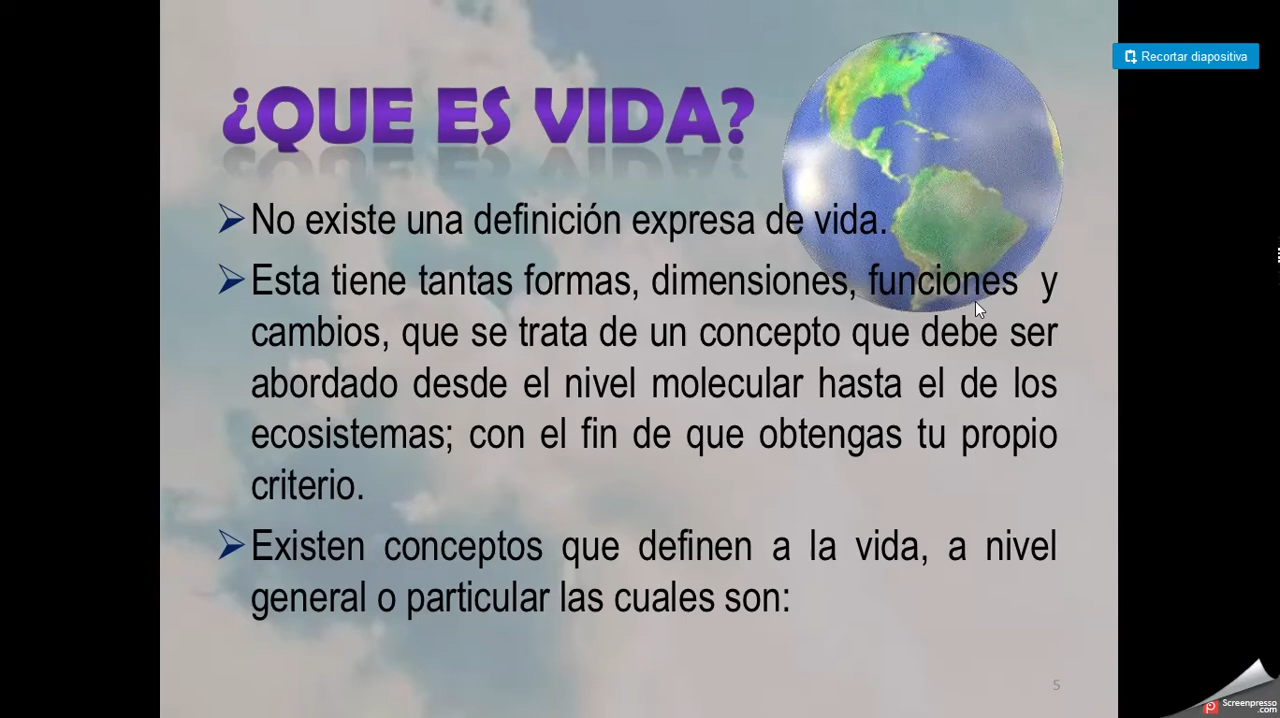 Recortar diapositiva
¿QUE ES VIDA?
No existe una definición expresa de vida.
Esta tiene tantas formas, dimensiones, funciones y
cambios, que se trata de un concepto que debe ser
abordado desde el nivel molecular hasta el de los
ecosistemas; con el fin de que obtengas tu propio
criterio.
Existen conceptos que definen a la vida, a nivel
general o particular las cuales son:
5
Screenpresso
.com